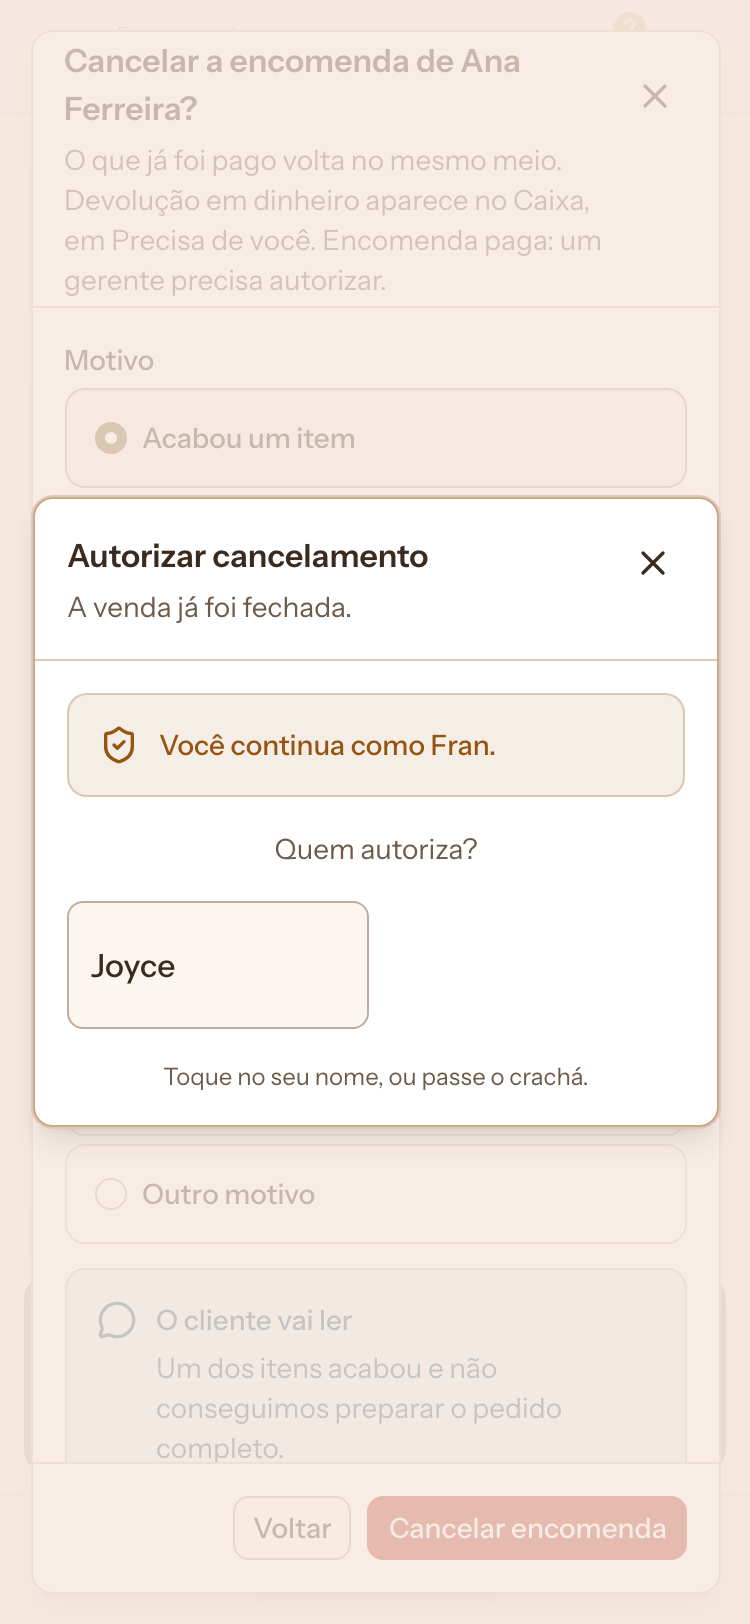 Cancelar a encomenda de Ana
Ferreira?
O que já foi pago volta no mesmo meio.
Devolução em dinheiro aparece no Caixa,
em Precisa de você. Encomenda paga: um
gerente precisa autorizar.
Motivo
Acabou um item
Autorizar cancelamento
A venda já foi fechada.
Você continua como Fran.
Quem autoriza?
Joyce
Toque no seu nome, ou passe o crachá.
Outro motivo
O cliente vai ler
Um dos itens acabou e não
conseguimos preparar o pedido
completo.
Voltar
Cancelar encomenda